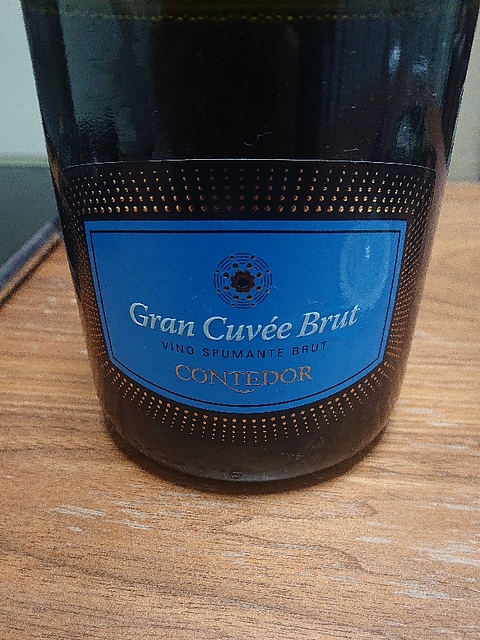 Gran Cuvée Brut
VINO SPUMANTE BRUT
CONTEDOR